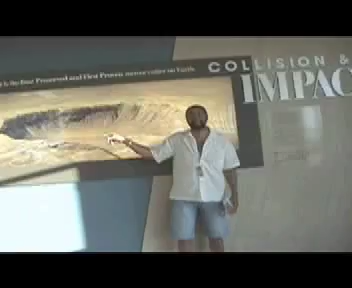 is the Best Preserved and First Proven meteor crater on Earth.
COLLISION &
IMPAC